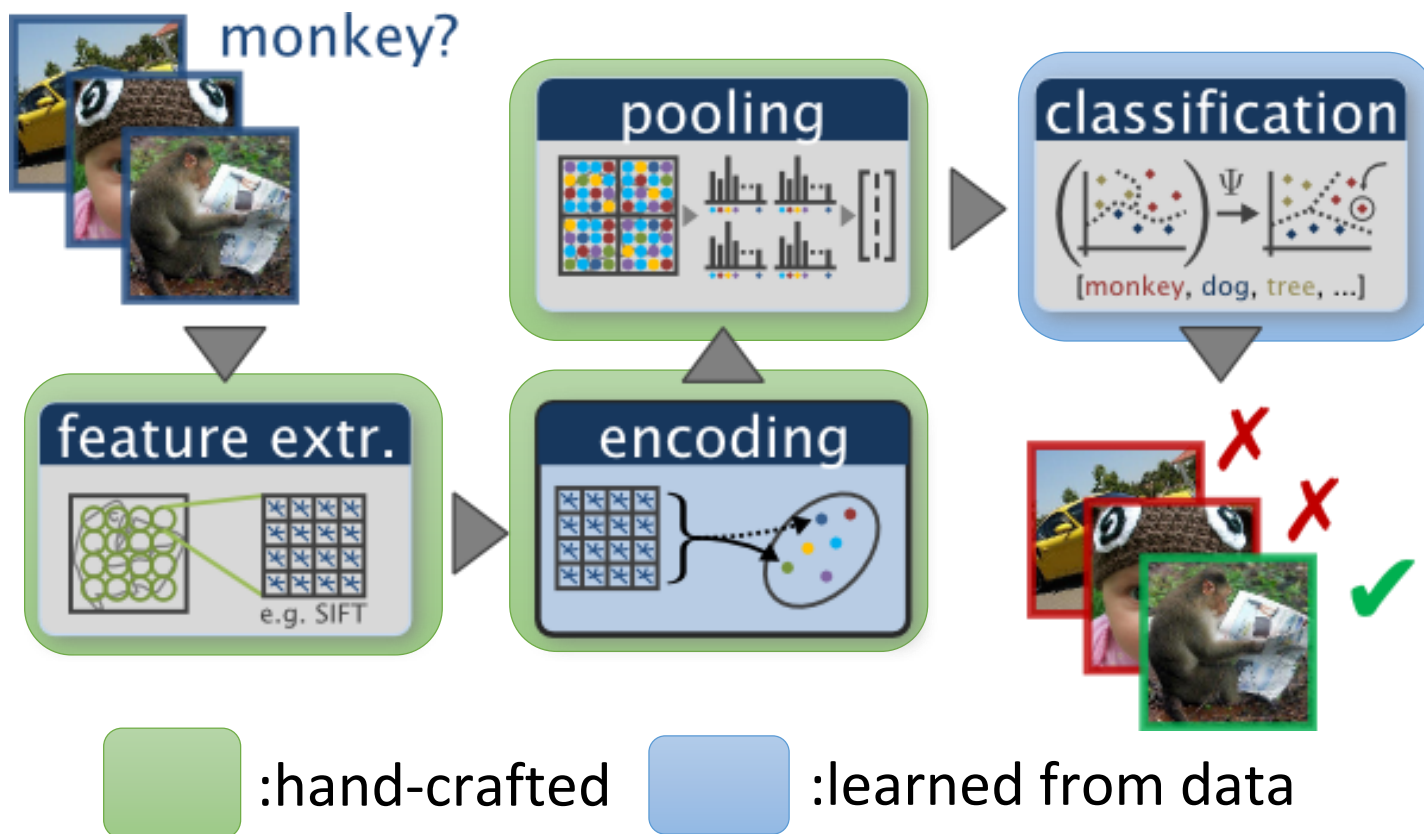 monkey?
feature extr.
e.g. SIFT
encoding
pooling
classification
Ψ
[monkey, dog, tree, ...]
:hand-crafted
:learned from data